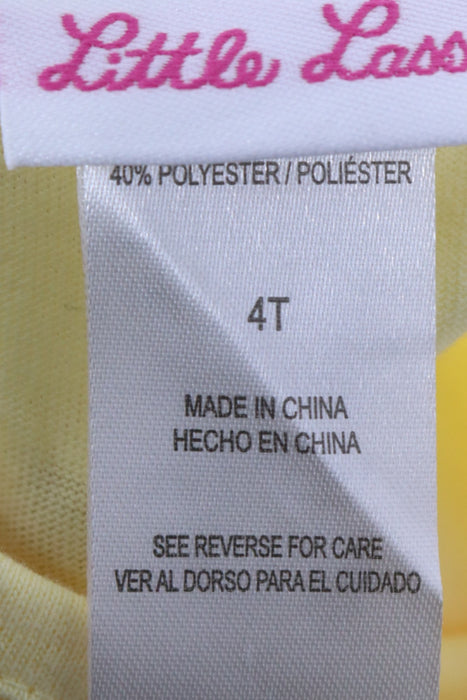 Little Lass
40% POLYESTER / POLIÉSTER
4T
MADE IN CHINA
HECHO EN CHINA
SEE REVERSE FOR CARE
VER AL DORSO PARA EL CUIDADO